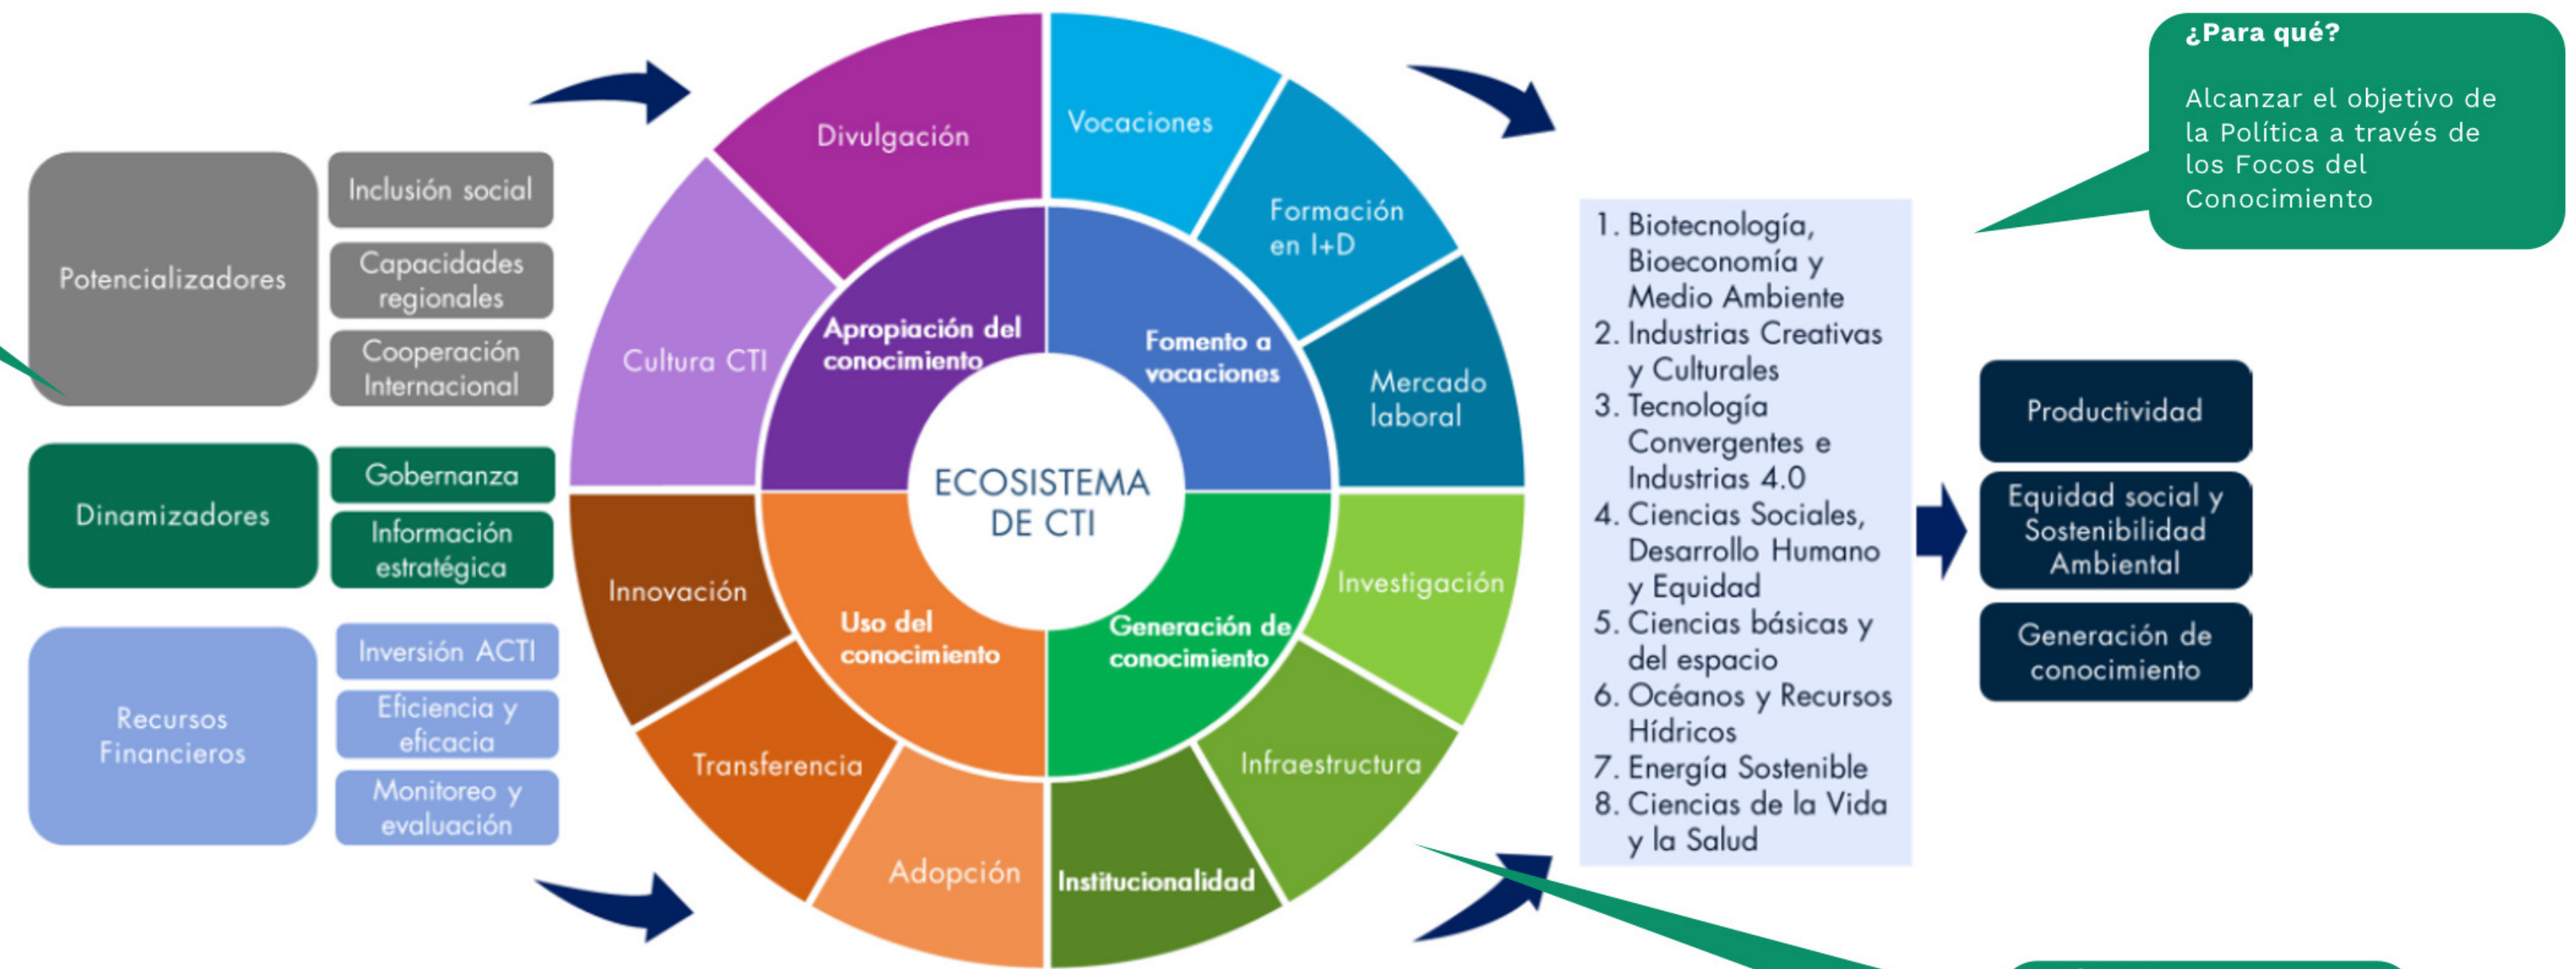 Potencializadores
Inclusión social
Capacidades
regionales
Cooperación
Internacional
Dinamizadores
Gobernanza
Información
estratégica
Recursos
Financieros
Inversión ACTI
Eficiencia y
eficacia
Monitoreo y
evaluación
ECOSISTEMA
DE CTI
Apropiación del
conocimiento
Fomento a
vocaciones
Generación de
conocimiento
Uso del
conocimiento
Divulgación
Vocaciones
Formación
en I+D
Mercado
laboral
Investigación
Infraestructura
Institucionalidad
Adopción
Transferencia
Innovación
Cultura CTI
1. Biotecnología,
Bioeconomía y
Medio Ambiente
2. Industrias Creativas
y Culturales
3. Tecnología
Convergentes e
Industrias 4.0
4. Ciencias Sociales,
Desarrollo Humano
y Equidad
5. Ciencias básicas y
del espacio
6. Océanos y Recursos
Hídricos
7. Energía Sostenible
8. Ciencias de la Vida
y la Salud
¿Para qué?
Alcanzar el objetivo de
la Política a través de
los Focos del
Conocimiento
Productividad
Equidad social y
Sostenibilidad
Ambiental
Generación de
conocimiento